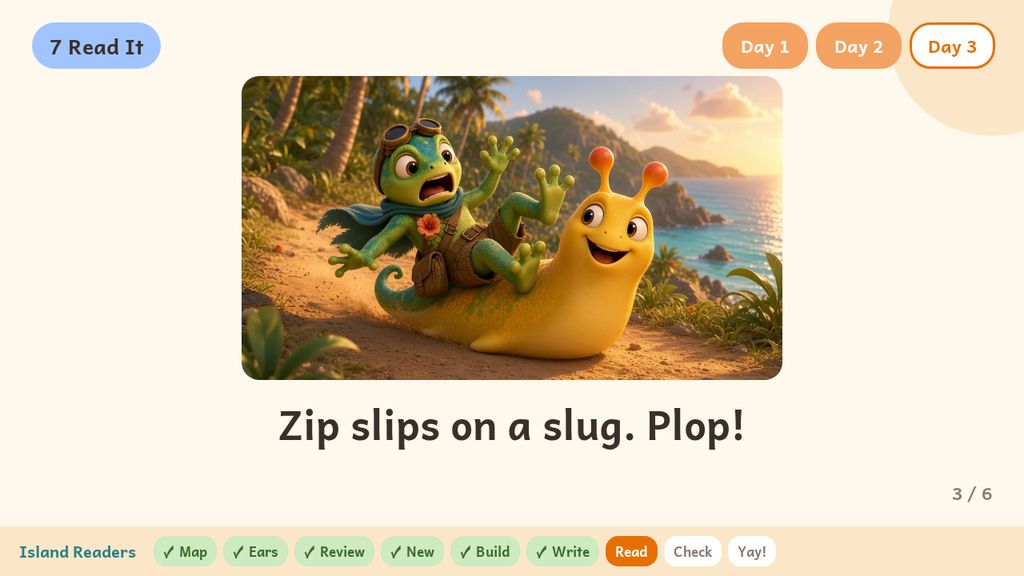 7 Read It
Day 1
Day 2
Day 3
Zip slips on a slug. Plop!
3 / 6
Island Readers
✓ Map
✓ Ears
✓ Review
✓ New
✓ Build
✓ Write
Read
Check
Yay!